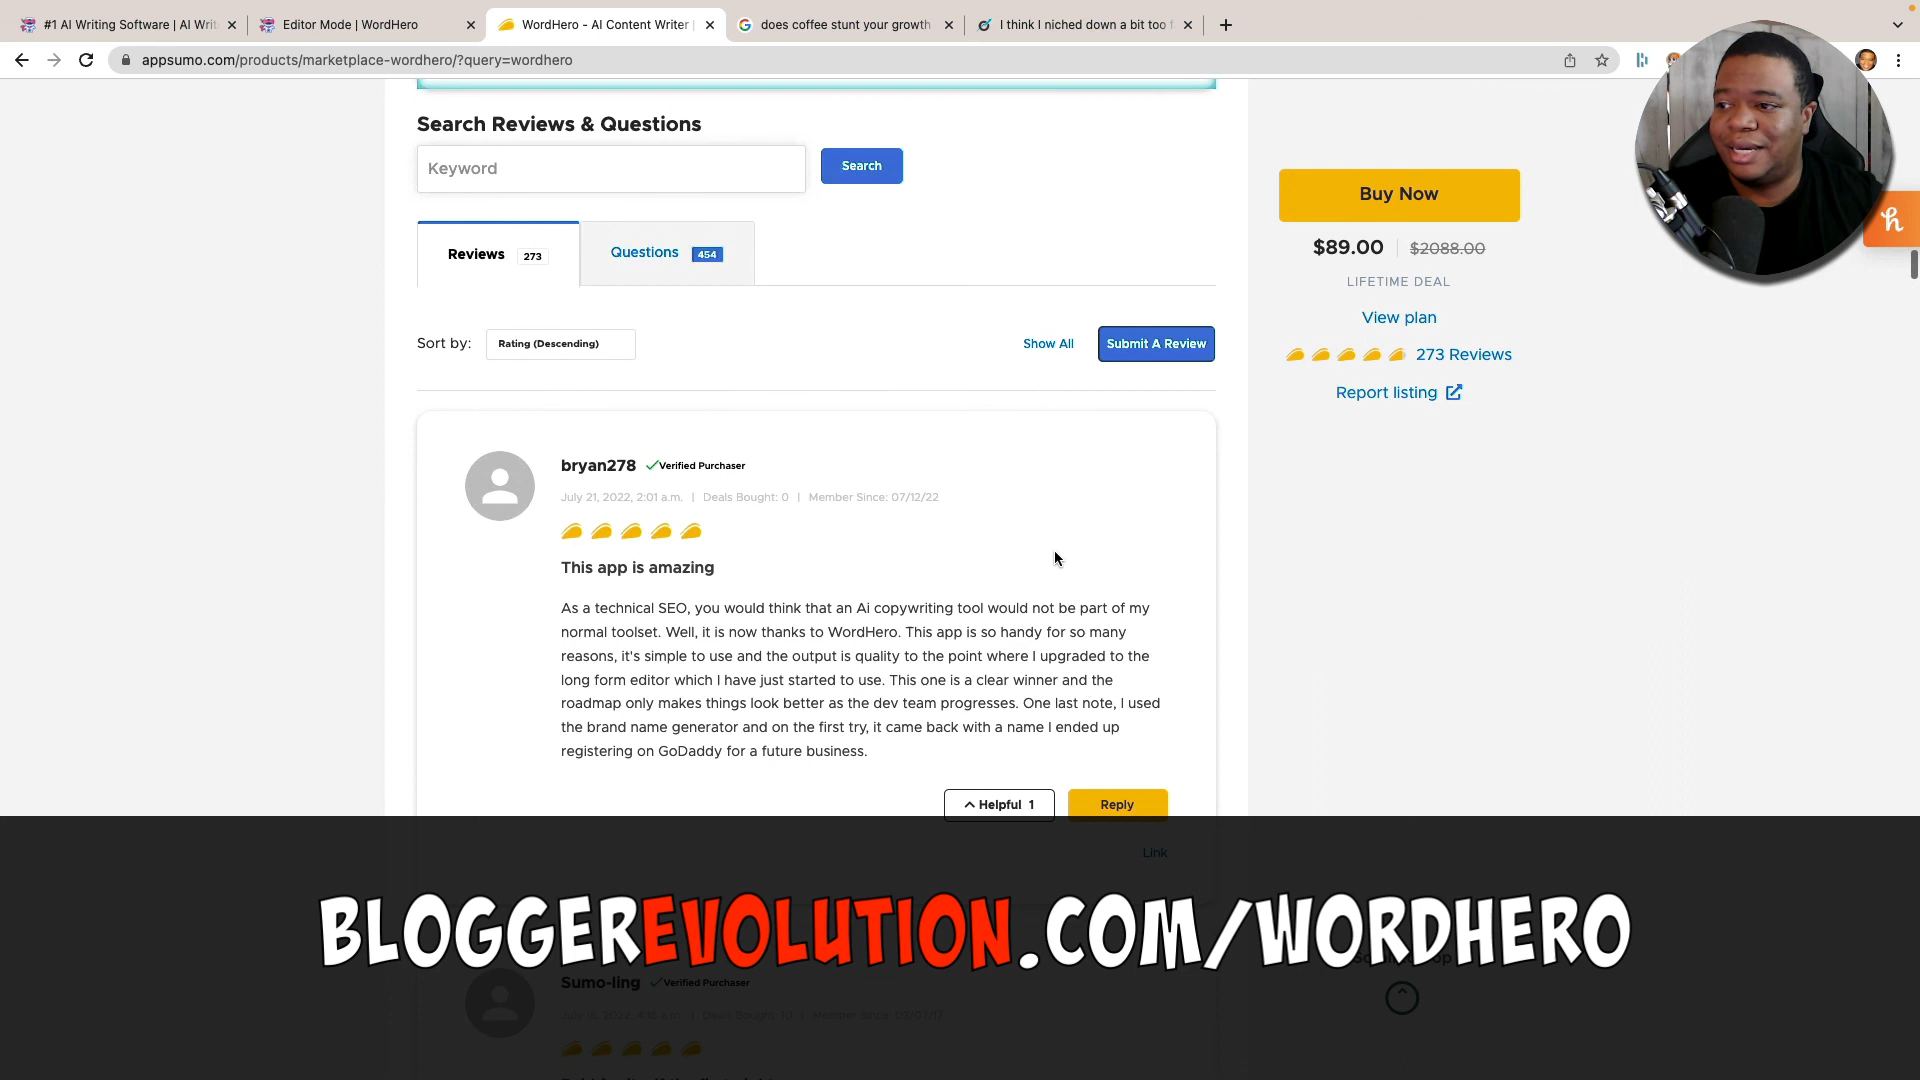 #1 AI Writing Software | AI Writ
Editor Mode | WordHero
WordHero - AI Content Writer |
does coffee stunt your growth
I think I niched down a bit too f
appsumo.com/products/marketplace-wordhero/?query=wordhero
Search Reviews & Questions
Keyword
Search
Buy Now
$89.00 | $2088.00
LIFETIME DEAL
View plan
273 Reviews
Report listing
Reviews 273
Questions 454
Sort by:
Rating (Descending)
Show All
Submit A Review
bryan278 Verified Purchaser
July 21, 2022, 2:01 a.m. | Deals Bought: 0 | Member Since: 07/12/22
This app is amazing
As a technical SEO, you would think that an Ai copywriting tool would not be part of my
normal toolset. Well, it is now thanks to WordHero. This app is so handy for so many
reasons, it's simple to use and the output is quality to the point where I upgraded to the
long form editor which I have just started to use. This one is a clear winner and the
roadmap only makes things look better as the dev team progresses. One last note, I used
the brand name generator and on the first try, it came back with a name I ended up
registering on GoDaddy for a future business.
Helpful 1
Reply
Link
BLOGGEREVOLUTION.COM/WORDHERO
Sumo-ling Verified Purchaser